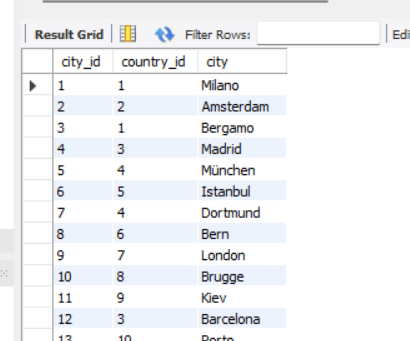 Result Grid Filter Rows: Edi
city_id country_id city
1 1 Milano
2 2 Amsterdam
3 1 Bergamo
4 3 Madrid
5 4 München
6 5 Istanbul
7 4 Dortmund
8 6 Bern
9 7 London
10 8 Brugge
11 9 Kiev
12 3 Barcelona
13 10 Porto